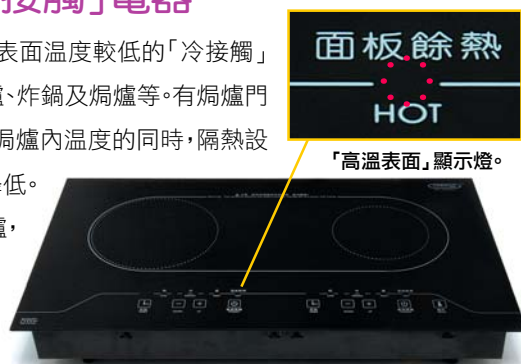 接觸」電器
表面溫度較低的「冷接觸」
爐、炸鍋及焗爐等。有焗爐門
焗爐內溫度的同時,隔熱設
低。
爐,
面板餘熱
HOT
「高溫表面」顯示燈。